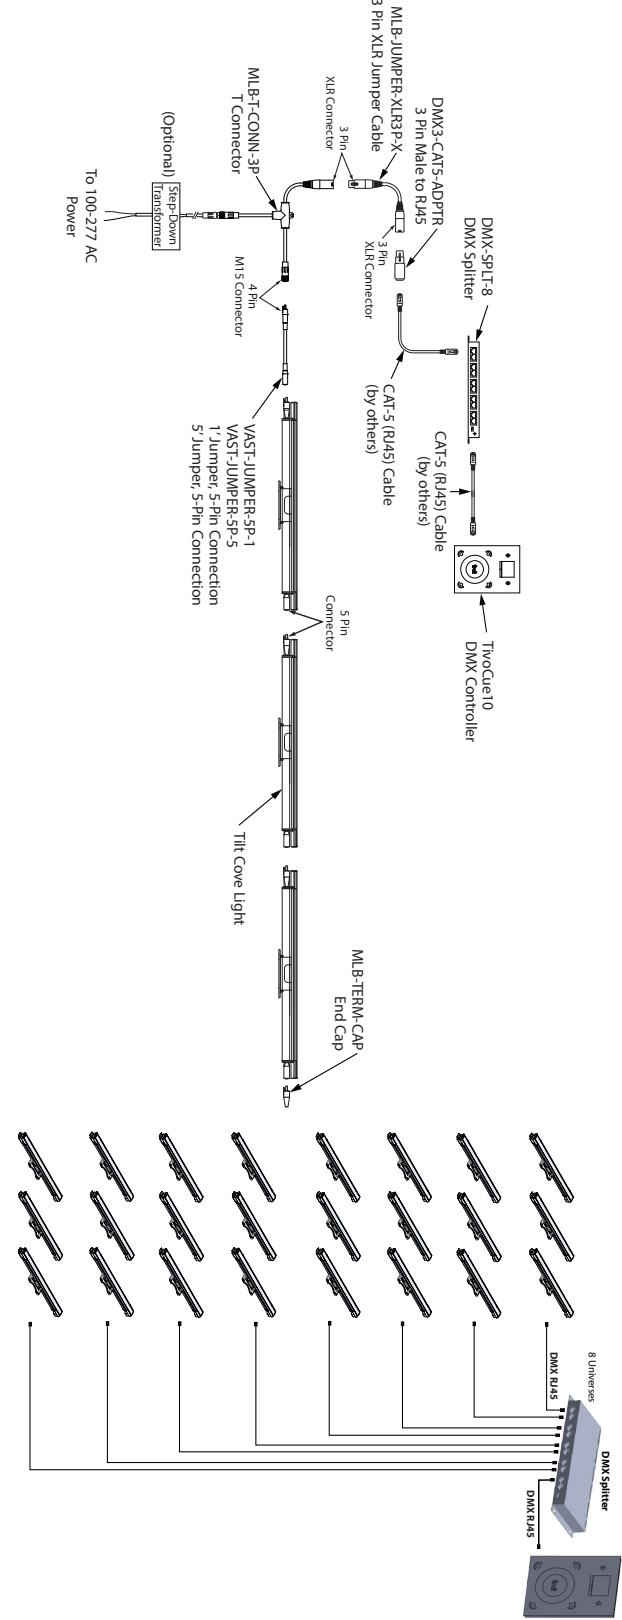 TivoCue10
DMX Controller
DMX-SPLT-8
DMX Splitter
CAT-5 (RJ45) Cable
(by others)
DMX3-CAT5-ADPTR
3 Pin Male to RJ45
CAT-5 (RJ45) Cable
(by others)
MLB-JUMPER-XLR3P-X
3 Pin XLR Jumper Cable
3 Pin
XLR Connector
3 Pin
XLR Connector
MLB-T-CONN-3P
T Connector
4 Pin
M15 Connector
(Optional)
Step-Down
Transformer
To 100-277 AC
Power
VAST-JUMPER-5P-1
VAST-JUMPER-5P-5
1' Jumper, 5-Pin Connection
5' Jumper, 5-Pin Connection
5 Pin
Connector
Tilt Cove Light
MLB-TERM-CAP
End Cap
8 Universes
DMX RJ45
DMX Splitter
DMX RJ45